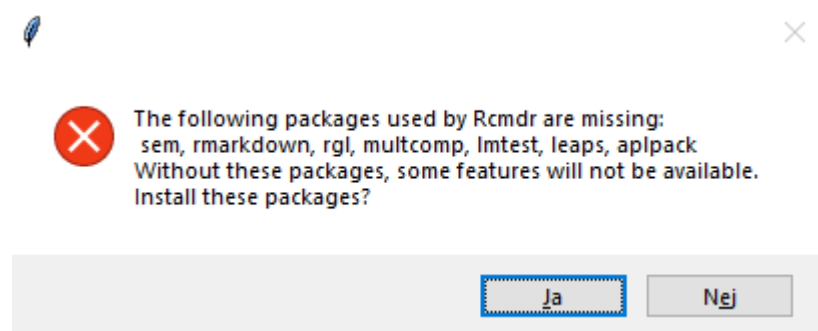 The following packages used by Rcmdr are missing:
sem, rmarkdown, rgl, multcomp, lmtest, leaps, aplpack
Without these packages, some features will not be available.
Install these packages?
Ja
Nej